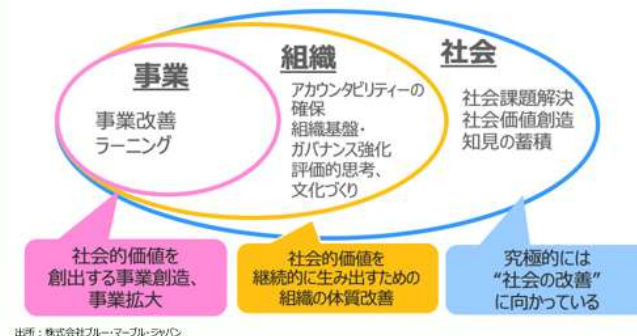 事業
事業改善
ラーニング
組織
アカウンタビリティーの
確保
組織基盤・
ガバナンス強化
評価的思考、
文化づくり
社会
社会課題解決
社会価値創造
知見の蓄積
社会的価値を
創出する事業創造、
事業拡大
社会的価値を
継続的に生み出すための
組織の体質改善
究極的には
“社会の改善”
に向かっている
出所：株式会社ブルー・マーブル・ジャパン